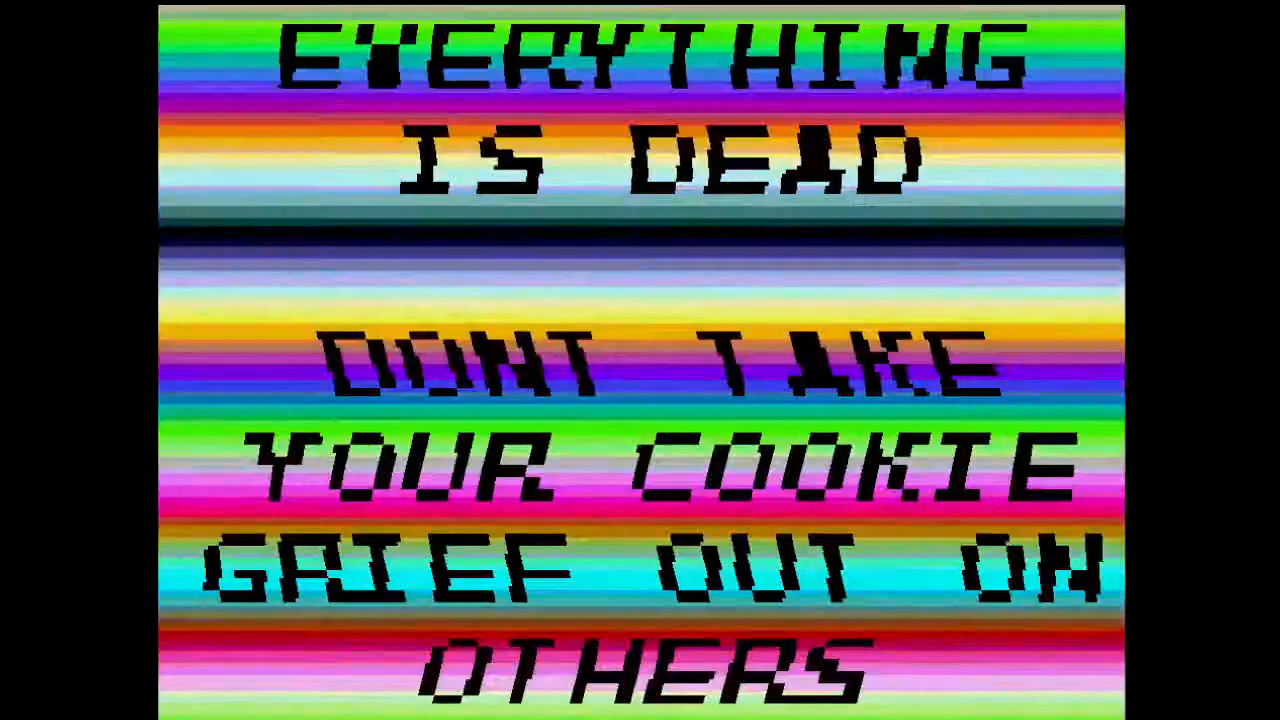 EVERYTHING
IS DEAD
DONT TAKE
YOUR COOKIE
GRIEF OUT ON
OTHERS